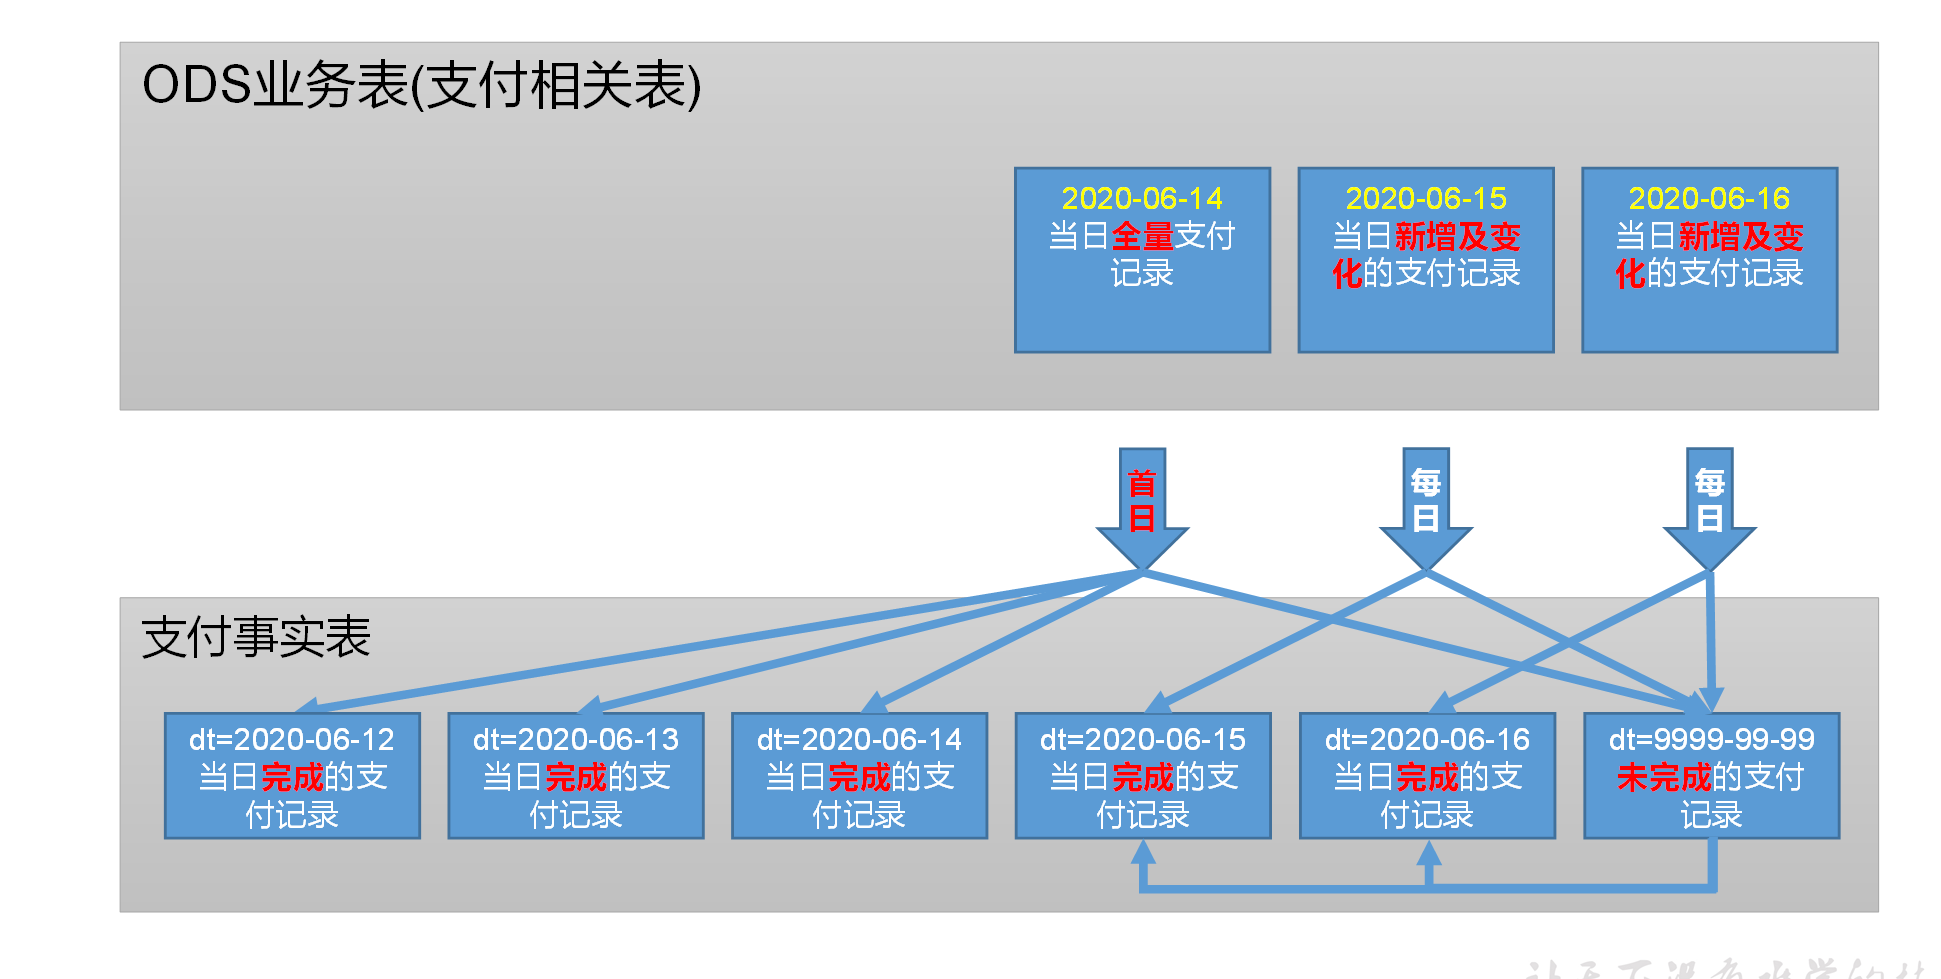 ODS业务表(支付相关表)
2020-06-14
当日全量支付
记录
2020-06-15
当日新增及变
化的支付记录
2020-06-16
当日新增及变
化的支付记录
首
日
每
日
每
日
支付事实表
dt=2020-06-12
当日完成的支
付记录
dt=2020-06-13
当日完成的支
付记录
dt=2020-06-14
当日完成的支
付记录
dt=2020-06-15
当日完成的支
付记录
dt=2020-06-16
当日完成的支
付记录
dt=9999-99-99
未完成的支付
记录